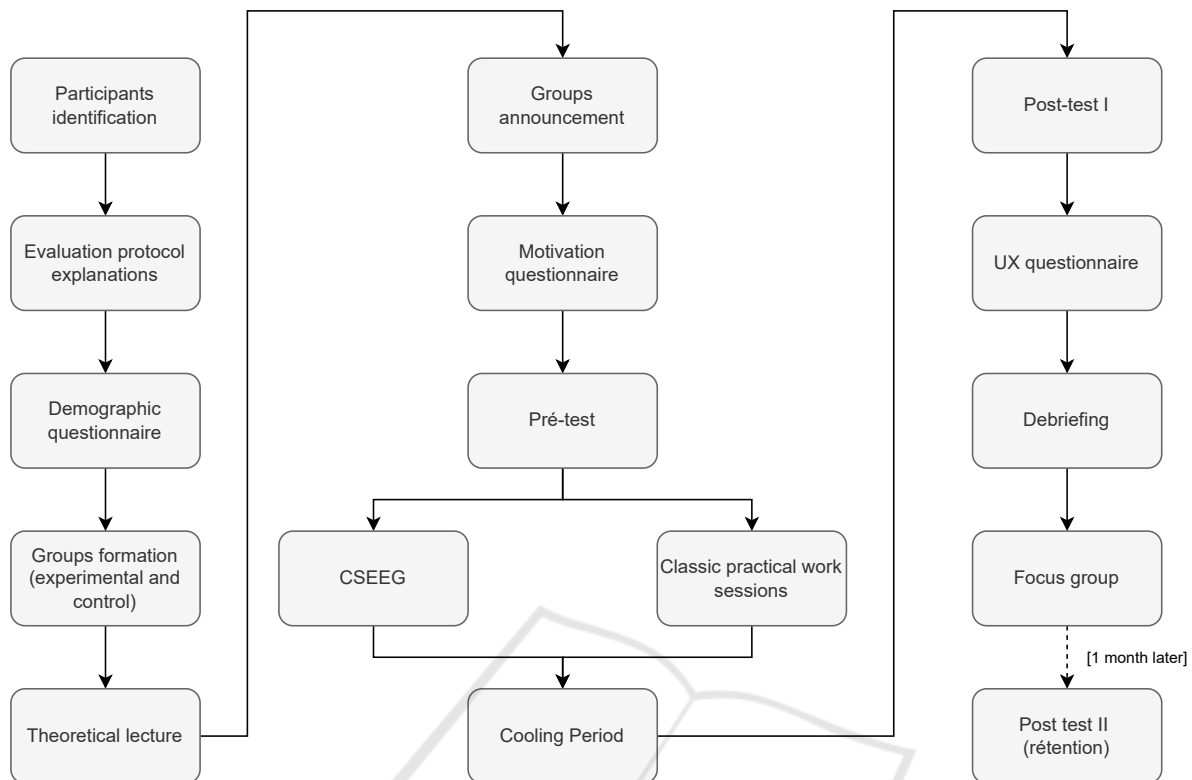 Participants
identification
Evaluation protocol
explanations
Demographic
questionnaire
Groups formation
(experimental and
control)
Theoretical lecture
Groups
announcement
Motivation
questionnaire
Pré-test
CSEEG
Classic practical work
sessions
Cooling Period
Post-test I
UX questionnaire
Debriefing
Focus group
[1 month later]
Post test II
(rétention)